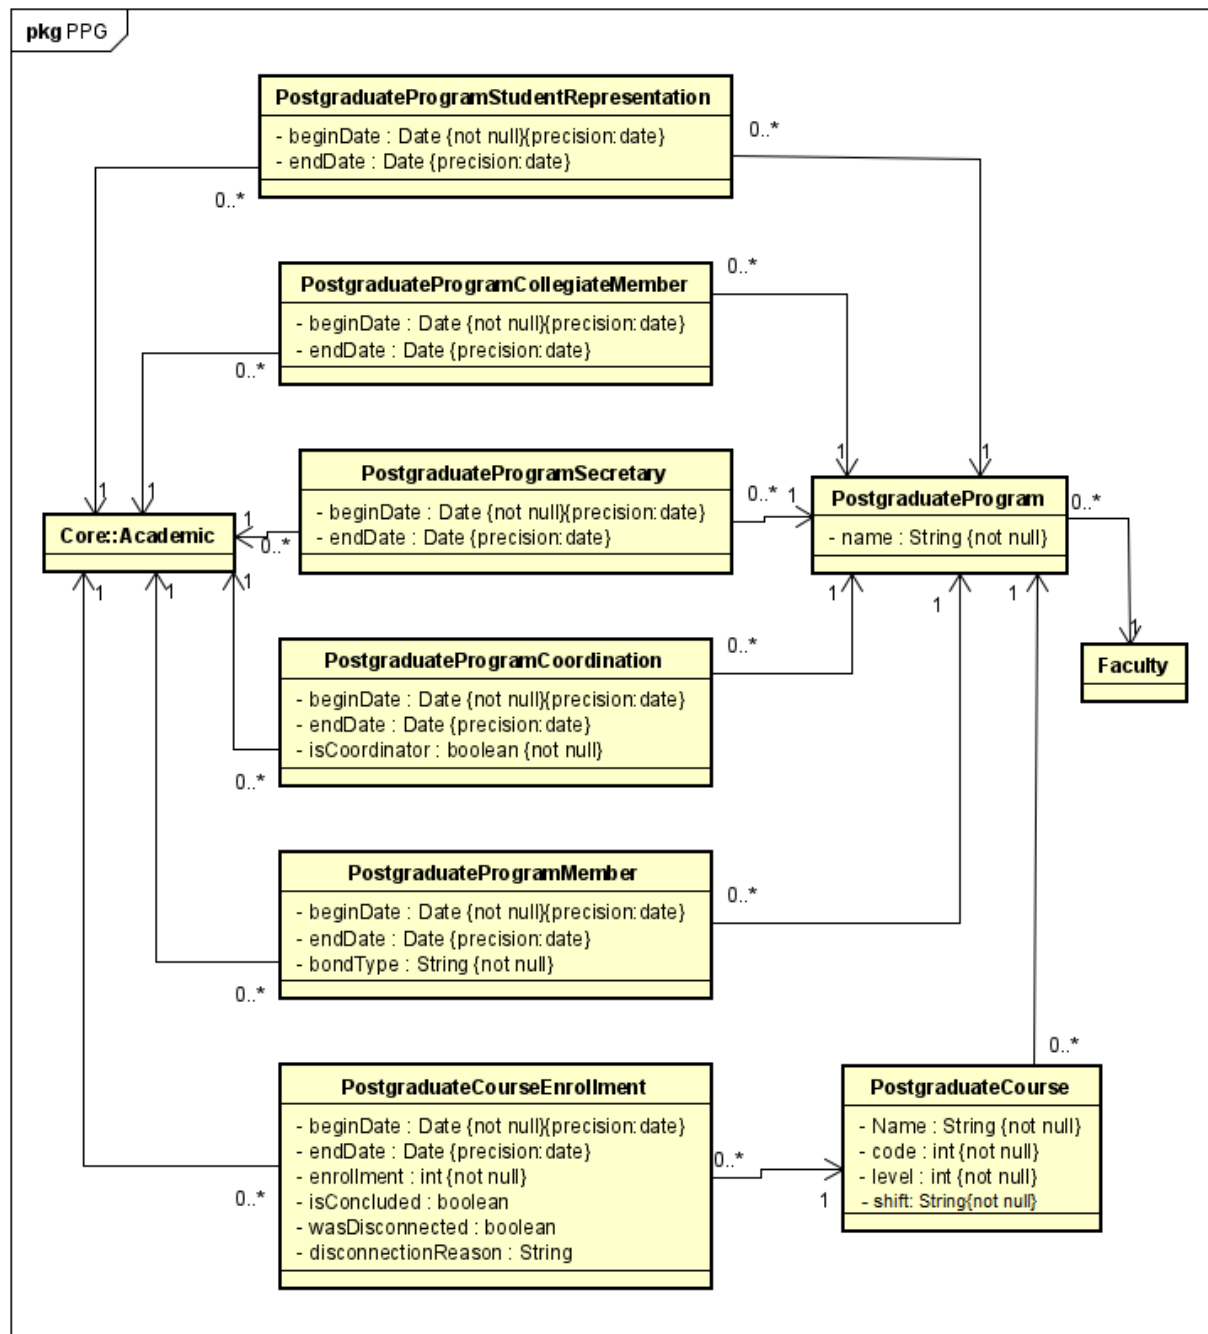 pkg PPG
PostgraduateProgramStudentRepresentation
- beginDate : Date {not null}{precision:date}
- endDate : Date {precision:date}
0..*
0..*
PostgraduateProgramCollegiateMember
- beginDate : Date {not null}{precision:date}
- endDate : Date {precision:date}
0..*
0..*
1
1
1
1
PostgraduateProgramSecretary
- beginDate : Date {not null}{precision:date}
- endDate : Date {precision:date}
0..*
1
1
0..*
Core::Academic
PostgraduateProgram
- name : String {not null}
0..*
1
Faculty
1
1
1
1
1
1
PostgraduateProgramCoordination
- beginDate : Date {not null}{precision:date}
- endDate : Date {precision:date}
- isCoordinator : boolean {not null}
0..*
0..*
PostgraduateProgramMember
- beginDate : Date {not null}{precision:date}
- endDate : Date {precision:date}
- bondType : String {not null}
0..*
0..*
PostgraduateCourseEnrollment
- beginDate : Date {not null}{precision:date}
- endDate : Date {precision:date}
- enrollment : int {not null}
- isConcluded : boolean
- wasDisconnected : boolean
- disconnectionReason : String
0..*
0..*
1
0..*
PostgraduateCourse
- Name : String {not null}
- code : int {not null}
- level : int {not null}
- shift: String{not null}